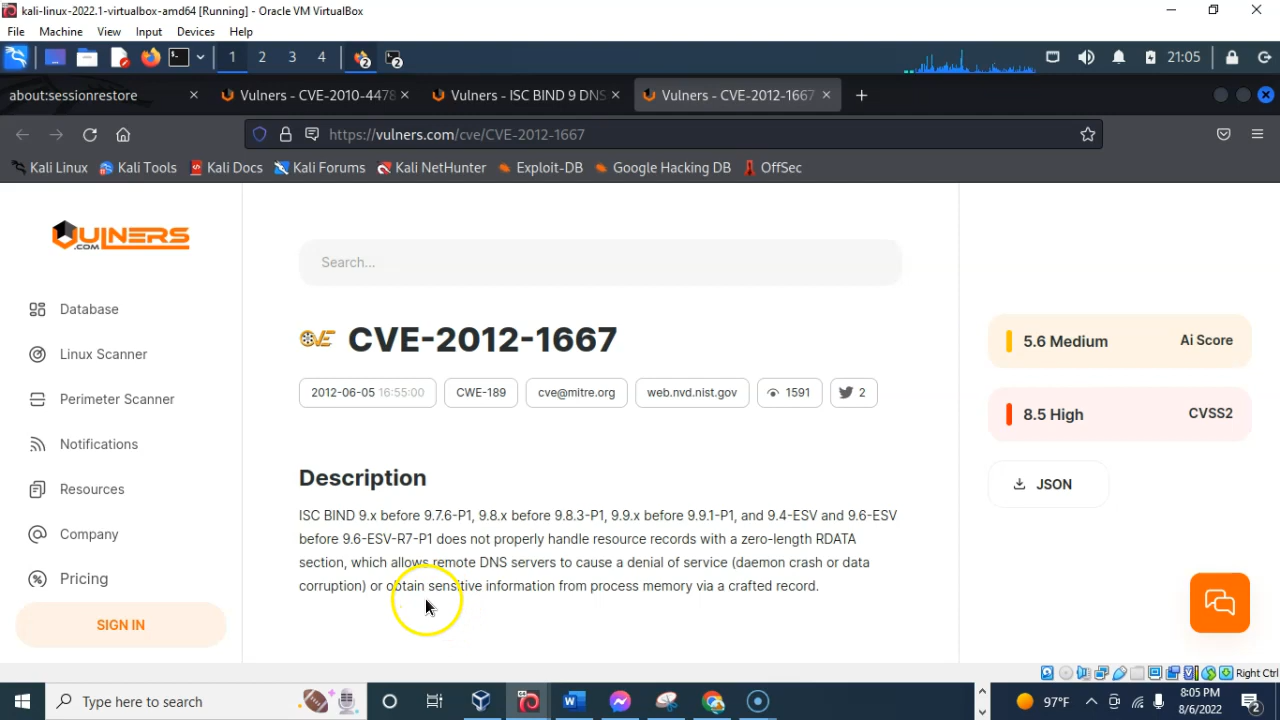 kali-linux-2022.1-virtualbox-amd64 [Running] - Oracle VM VirtualBox
File Machine View Input Devices Help
1 2 3 4 2 2 21:05
about:sessionrestore Vulners - CVE-2010-4478 Vulners - ISC BIND 9 DNS Vulners - CVE-2012-1667
https://vulners.com/cve/CVE-2012-1667
Kali Linux Kali Tools Kali Docs Kali Forums Kali NetHunter Exploit-DB Google Hacking DB OffSec
VULNERS
.COM
Database
Linux Scanner
Perimeter Scanner
Notifications
Resources
Company
Pricing
SIGN IN
Search...
CVE CVE-2012-1667
2012-06-05 16:55:00 CWE-189 cve@mitre.org web.nvd.nist.gov 1591 2
Description
ISC BIND 9.x before 9.7.6-P1, 9.8.x before 9.8.3-P1, 9.9.x before 9.9.1-P1, and 9.4-ESV and 9.6-ESV
before 9.6-ESV-R7-P1 does not properly handle resource records with a zero-length RDATA
section, which allows remote DNS servers to cause a denial of service (daemon crash or data
corruption) or obtain sensitive information from process memory via a crafted record.
5.6 Medium Ai Score
8.5 High CVSS2
JSON
Right Ctrl
Type here to search
97°F
8:05 PM
8/6/2022
2